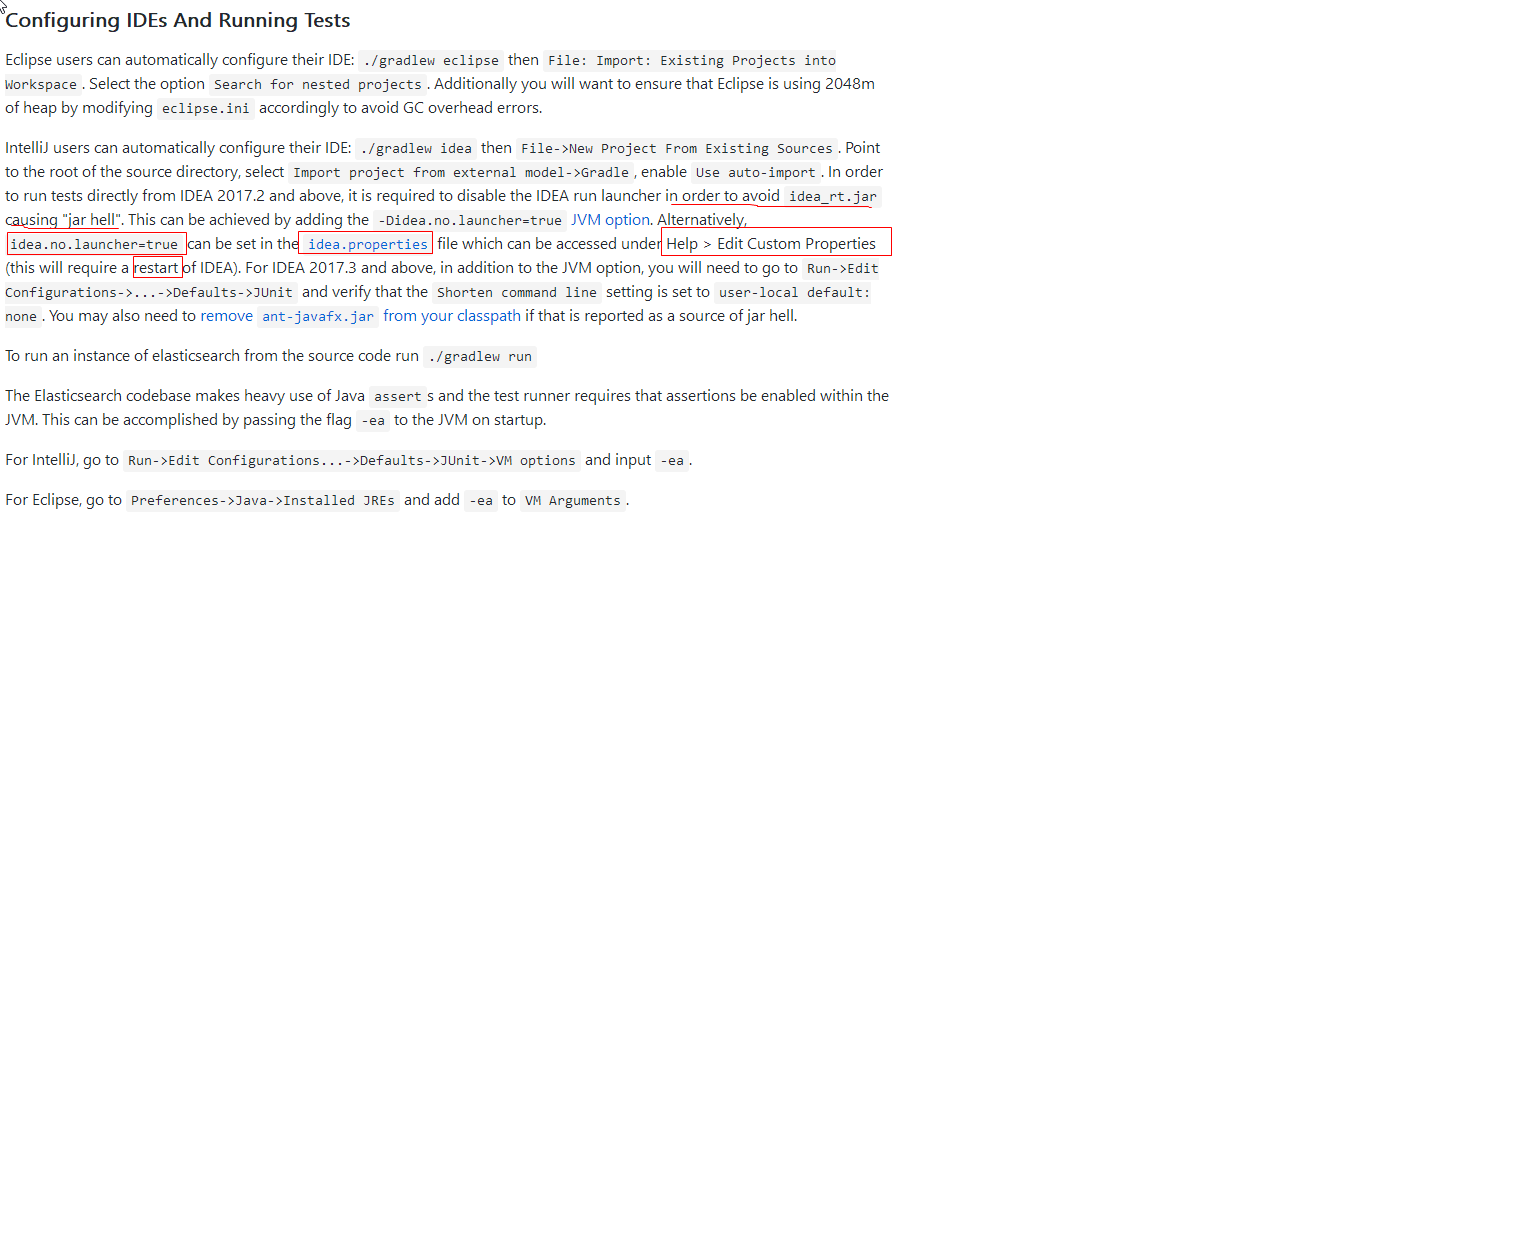 Configuring IDEs And Running Tests
Eclipse users can automatically configure their IDE: ./gradlew eclipse then File: Import: Existing Projects into
Workspace . Select the option Search for nested projects . Additionally you will want to ensure that Eclipse is using 2048m
of heap by modifying eclipse.ini accordingly to avoid GC overhead errors.
IntelliJ users can automatically configure their IDE: ./gradlew idea then File->New Project From Existing Sources . Point
to the root of the source directory, select Import project from external model->Gradle , enable Use auto-import . In order
to run tests directly from IDEA 2017.2 and above, it is required to disable the IDEA run launcher in order to avoid idea_rt.jar
causing "jar hell". This can be achieved by adding the -Didea.no.launcher=true JVM option. Alternatively,
idea.no.launcher=true can be set in the idea.properties file which can be accessed under Help > Edit Custom Properties
(this will require a restart of IDEA). For IDEA 2017.3 and above, in addition to the JVM option, you will need to go to Run->Edit
Configurations->...->Defaults->JUnit and verify that the Shorten command line setting is set to user-local default:
none . You may also need to remove ant-javafx.jar from your classpath if that is reported as a source of jar hell.
To run an instance of elasticsearch from the source code run ./gradlew run
The Elasticsearch codebase makes heavy use of Java assert s and the test runner requires that assertions be enabled within the
JVM. This can be accomplished by passing the flag -ea to the JVM on startup.
For IntelliJ, go to Run->Edit Configurations...->Defaults->JUnit->VM options and input -ea .
For Eclipse, go to Preferences->Java->Installed JREs and add -ea to VM Arguments .